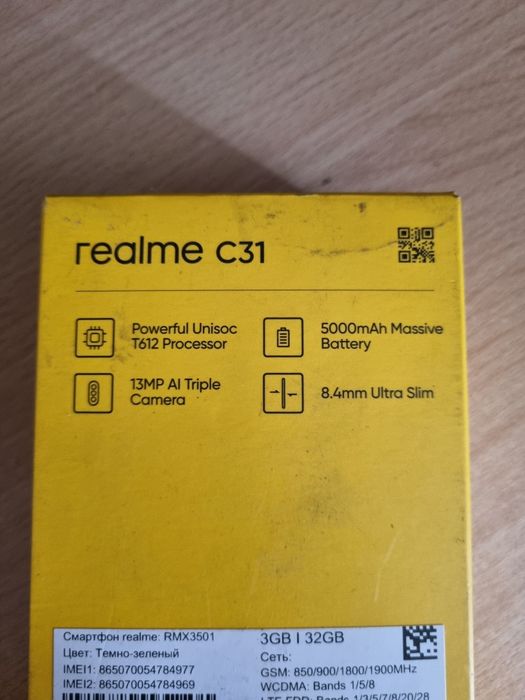 realme C31
Powerful Unisoc
T612 Processor
5000mAh Massive
Battery
13MP AI Triple
Camera
8.4mm Ultra Slim
Смартфон realme: RMX3501
Цвет: Темно-зеленый
IMEI1: 865070054784977
IMEI2: 865070054784969
3GB | 32GB
Сеть:
GSM: 850/900/1800/1900MHz
WCDMA: Bands 1/5/8